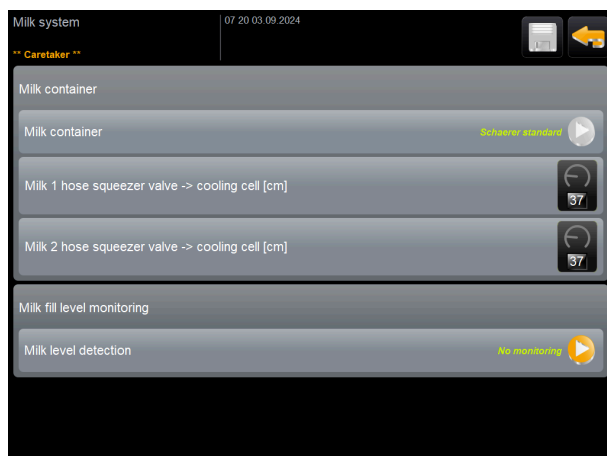 Milk system
07 20 03.09.2024
** Caretaker **
Milk container
Milk container
Schaerer standard
Milk 1 hose squeezer valve -> cooling cell [cm]
37
Milk 2 hose squeezer valve -> cooling cell [cm]
37
Milk fill level monitoring
Milk level detection
No monitoring